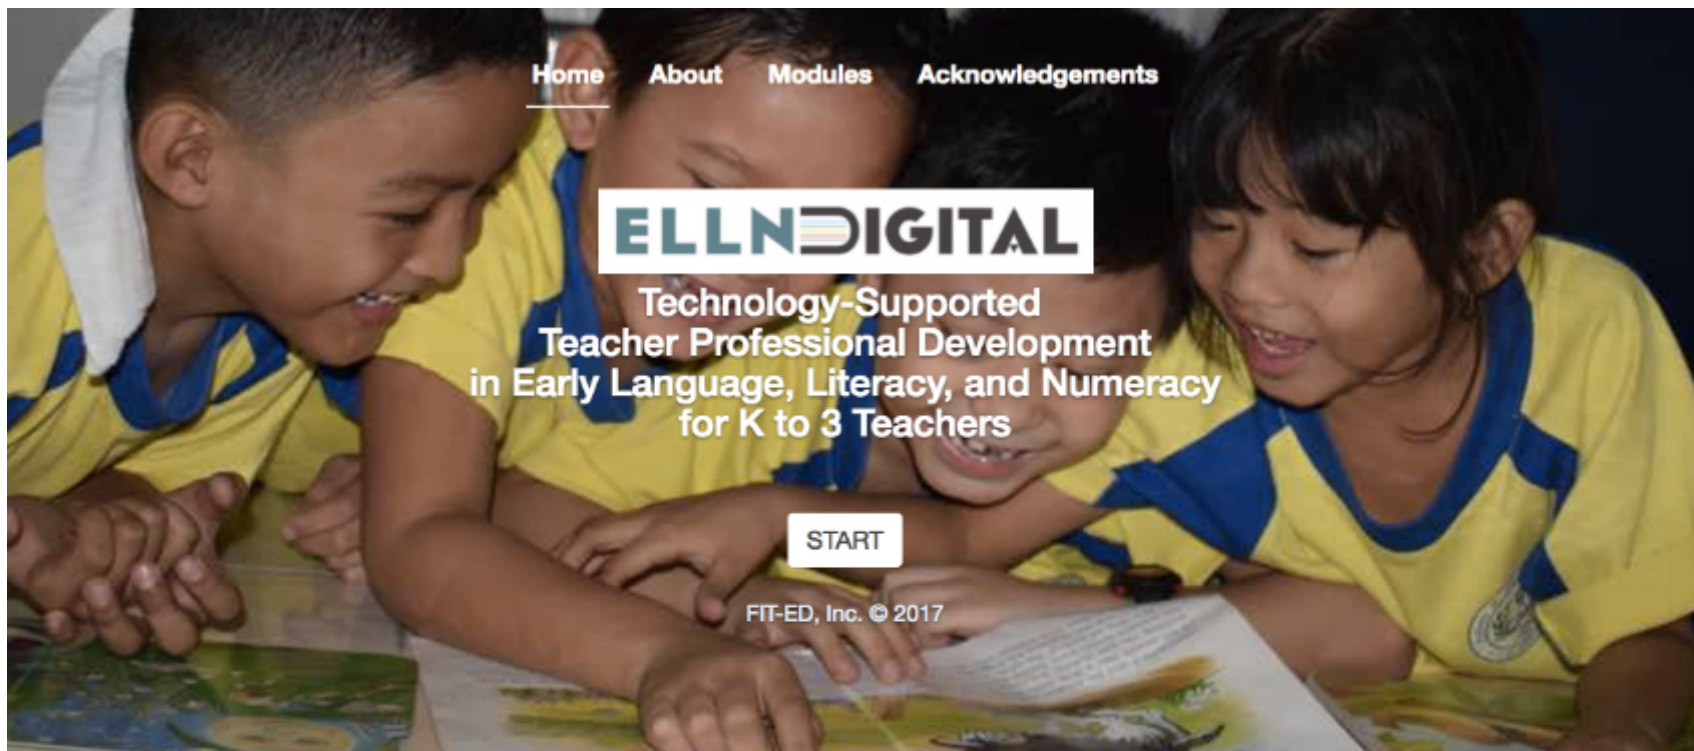 Home About Modules Acknowledgements
ELLNDIGITAL
Technology-Supported
Teacher Professional Development
in Early Language, Literacy, and Numeracy
for K to 3 Teachers
START
FIT-ED, Inc. © 2017